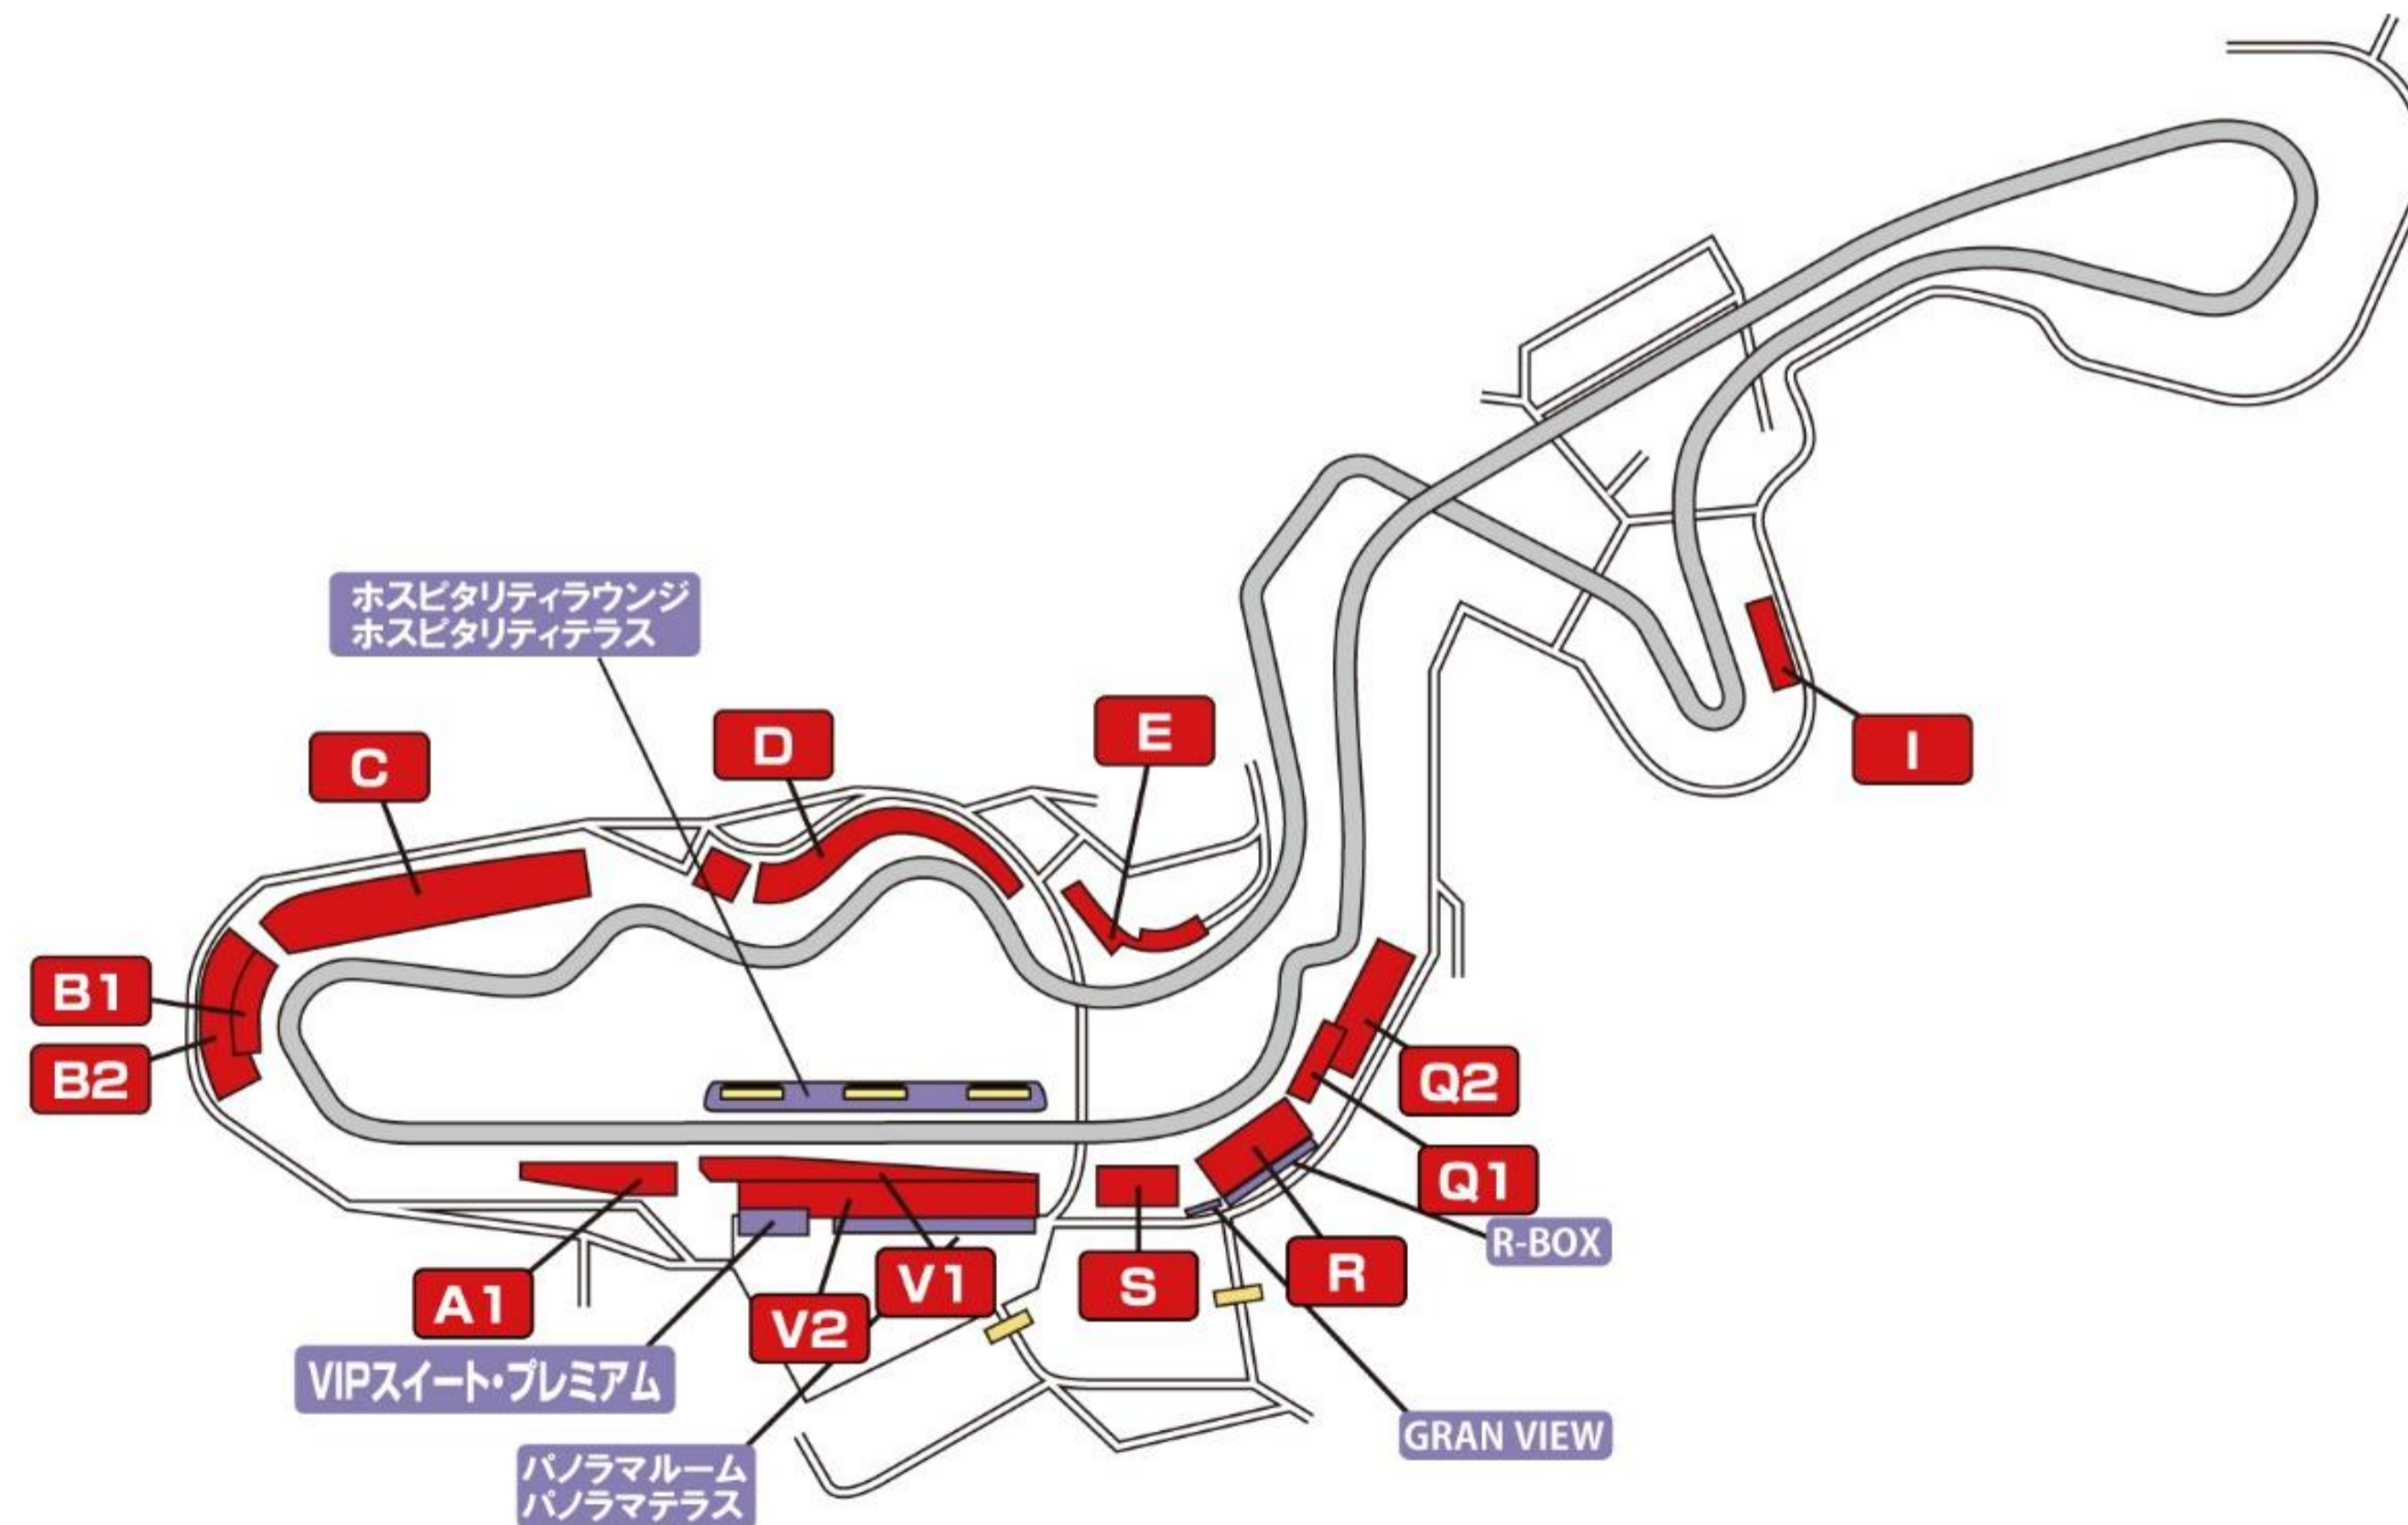 ホスピタリティラウンジ
ホスピタリティテラス
C
D
E
I
B1
B2
Q2
Q1
R-BOX
R
S
V1
V2
A1
VIPスイート・プレミアム
GRAN VIEW
パノラマルーム
パノラマテラス